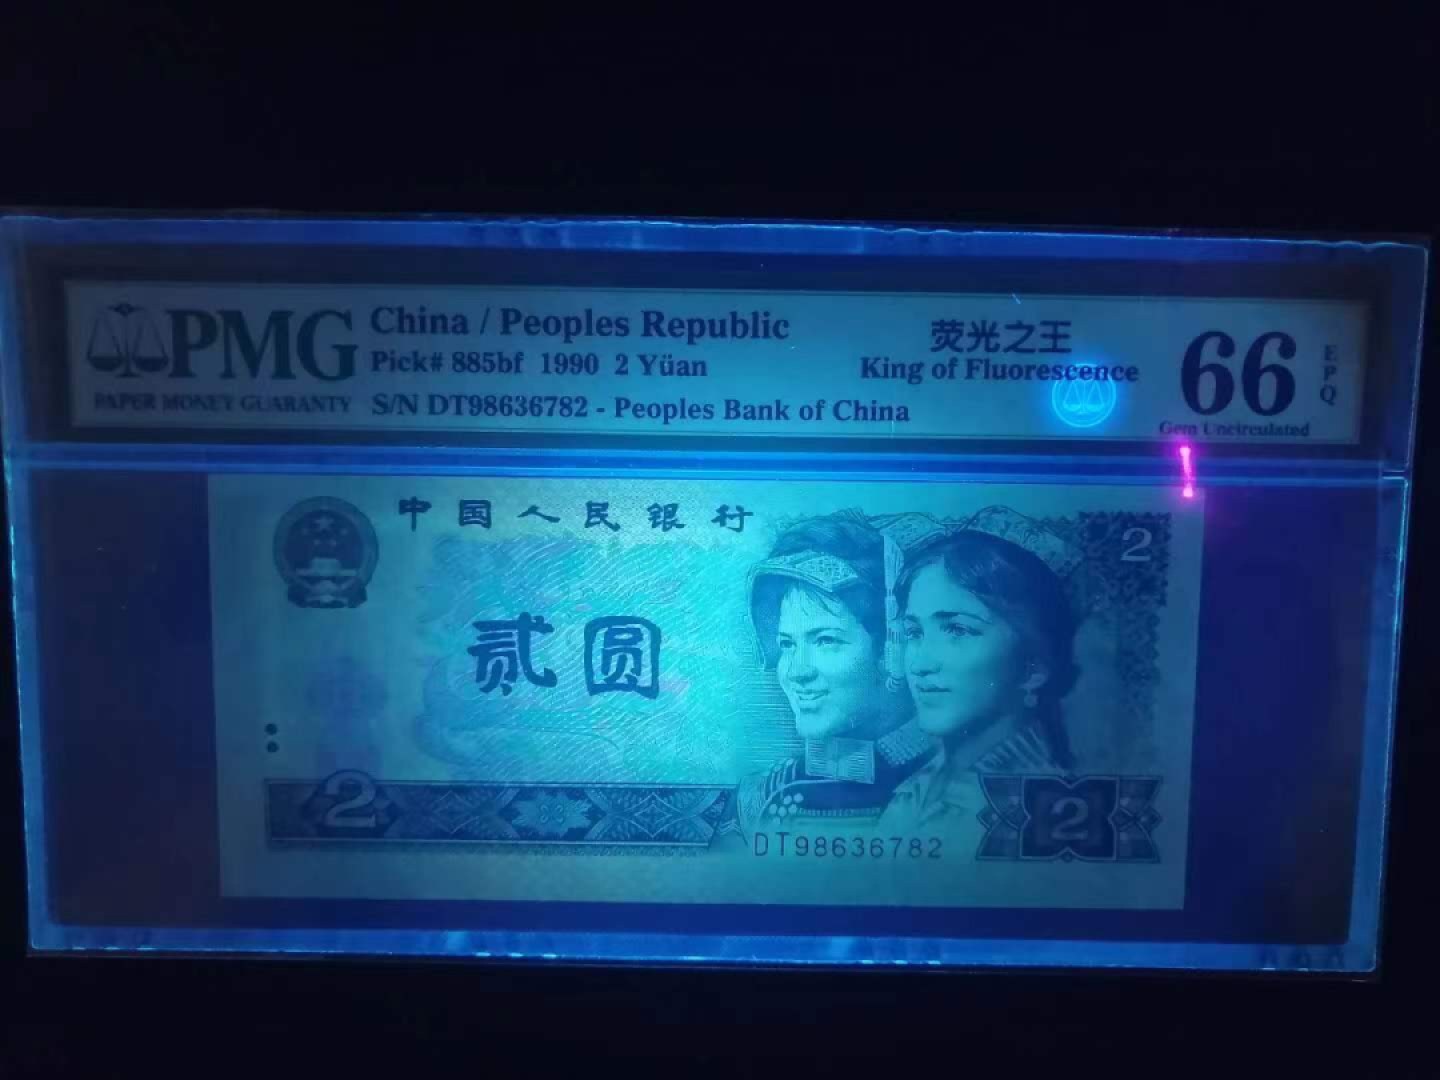 PMG
PAPER MONEY GUARANTY
China / Peoples Republic
Pick# 885bf 1990 2 Yüan
S/N DT98636782 - Peoples Bank of China
荧光之王
King of Fluorescence
66
EPQ
Gem Uncirculated
中国人民银行
2
贰圆
2
2
DT98636782